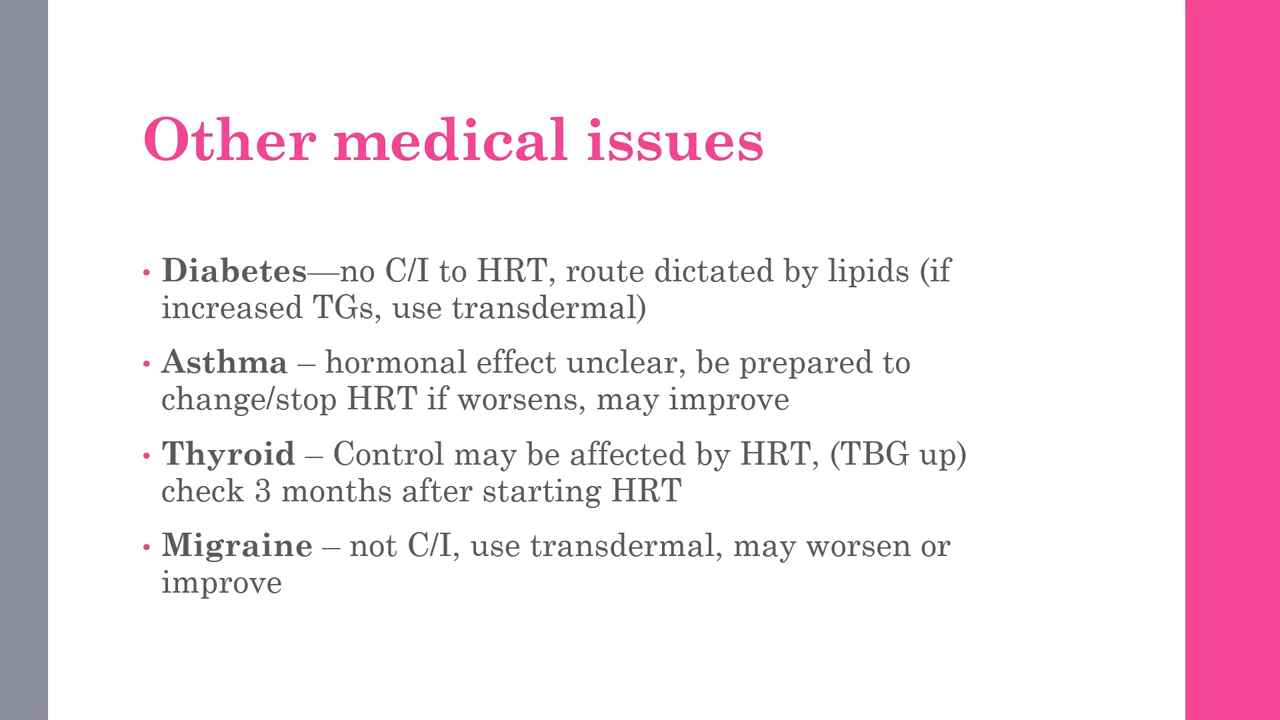 Other medical issues
• Diabetes—no C/I to HRT, route dictated by lipids (if
increased TGs, use transdermal)
• Asthma – hormonal effect unclear, be prepared to
change/stop HRT if worsens, may improve
• Thyroid – Control may be affected by HRT, (TBG up)
check 3 months after starting HRT
• Migraine – not C/I, use transdermal, may worsen or
improve